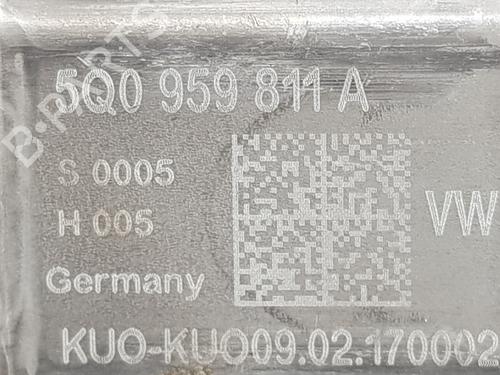 5Q0 959 811 A
S 0005
H 005
VW
Germany
KUO-KUO09.02.170002
B-PARTS